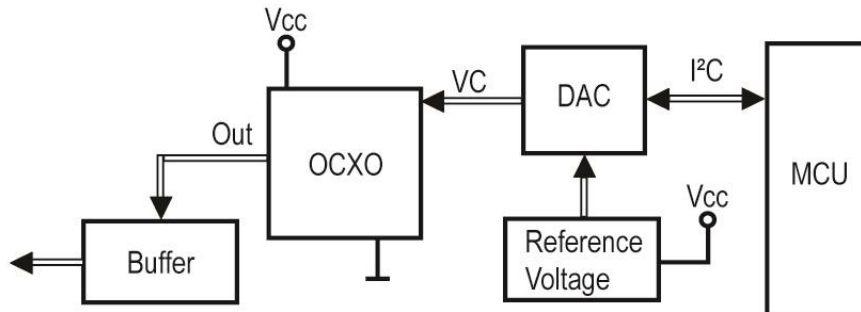 Vcc
VC
DAC
I²C
Out
OCXO
MCU
Vcc
Buffer
Reference
Voltage